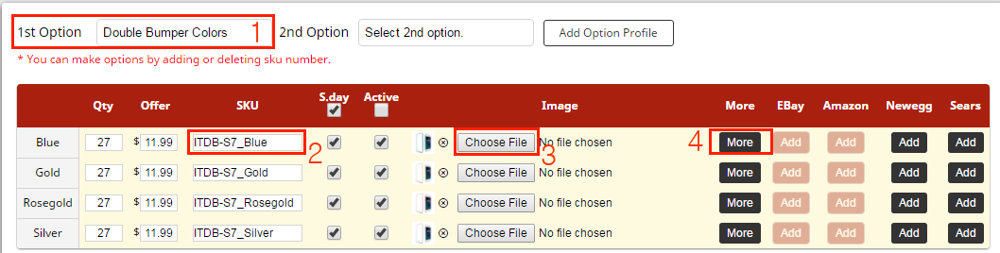 1st Option Double Bumper Colors 1 2nd Option Select 2nd option. Add Option Profile
* You can make options by adding or deleting sku number.
Qty Offer SKU S.day Active Image More EBay Amazon Newegg Sears
Blue 27 $ 11.99 ITDB-S7_Blue 2 Choose File 3 No file chosen 4 More Add Add Add Add
Gold 27 $ 11.99 ITDB-S7_Gold Choose File No file chosen More Add Add Add Add
Rosegold 27 $ 11.99 ITDB-S7_Rosegold Choose File No file chosen More Add Add Add Add
Silver 27 $ 11.99 ITDB-S7_Silver Choose File No file chosen More Add Add Add Add